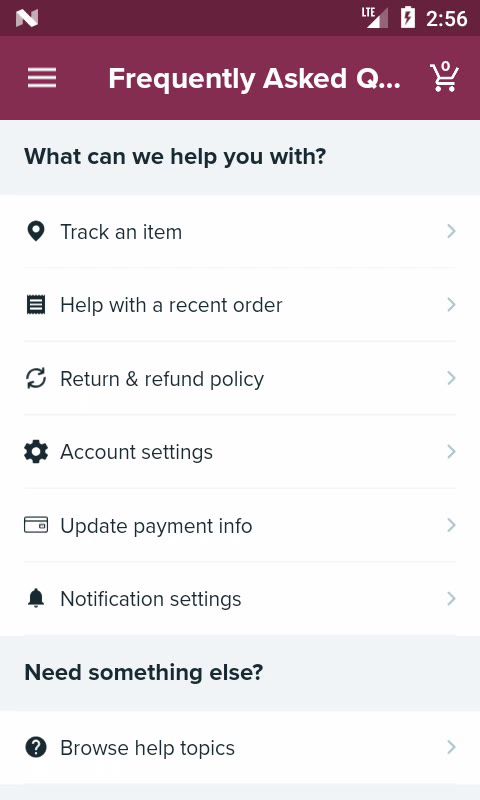 LTE 2:56
Frequently Asked Q... 0
What can we help you with?
Track an item
Help with a recent order
Return & refund policy
Account settings
Update payment info
Notification settings
Need something else?
Browse help topics